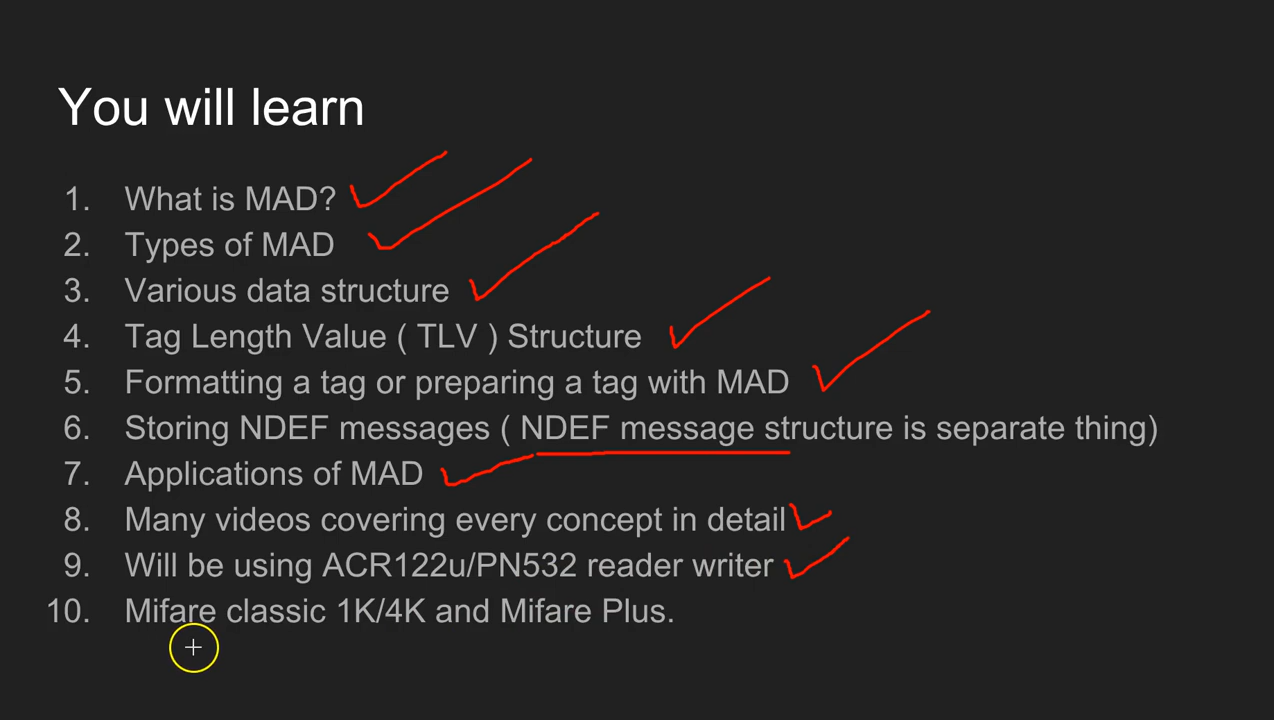 You will learn
1. What is MAD?
2. Types of MAD
3. Various data structure
4. Tag Length Value ( TLV ) Structure
5. Formatting a tag or preparing a tag with MAD
6. Storing NDEF messages ( NDEF message structure is separate thing)
7. Applications of MAD
8. Many videos covering every concept in detail
9. Will be using ACR122u/PN532 reader writer
10. Mifare classic 1K/4K and Mifare Plus.